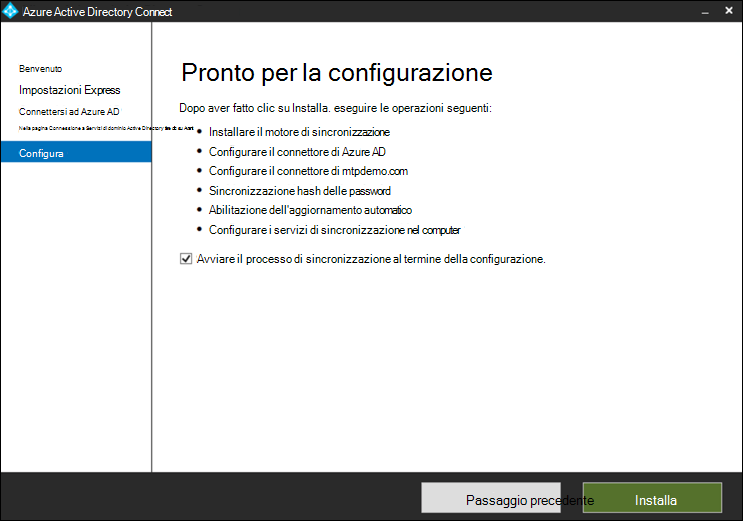 Azure Active Directory Connect
Benvenuto
Impostazioni Express
Connettersi ad Azure AD
Nella pagina Connessione a Servizi di dominio Active Directory
Configura
Pronto per la configurazione
Dopo aver fatto clic su Installa. eseguire le operazioni seguenti:
• Installare il motore di sincronizzazione
• Configurare il connettore di Azure AD
• Configurare il connettore di mtpdemo.com
• Sincronizzazione hash delle password
• Abilitazione dell'aggiornamento automatico
• Configurare i servizi di sincronizzazione nel computer
Avviare il processo di sincronizzazione al termine della configurazione.
Passaggio precedente
Installa